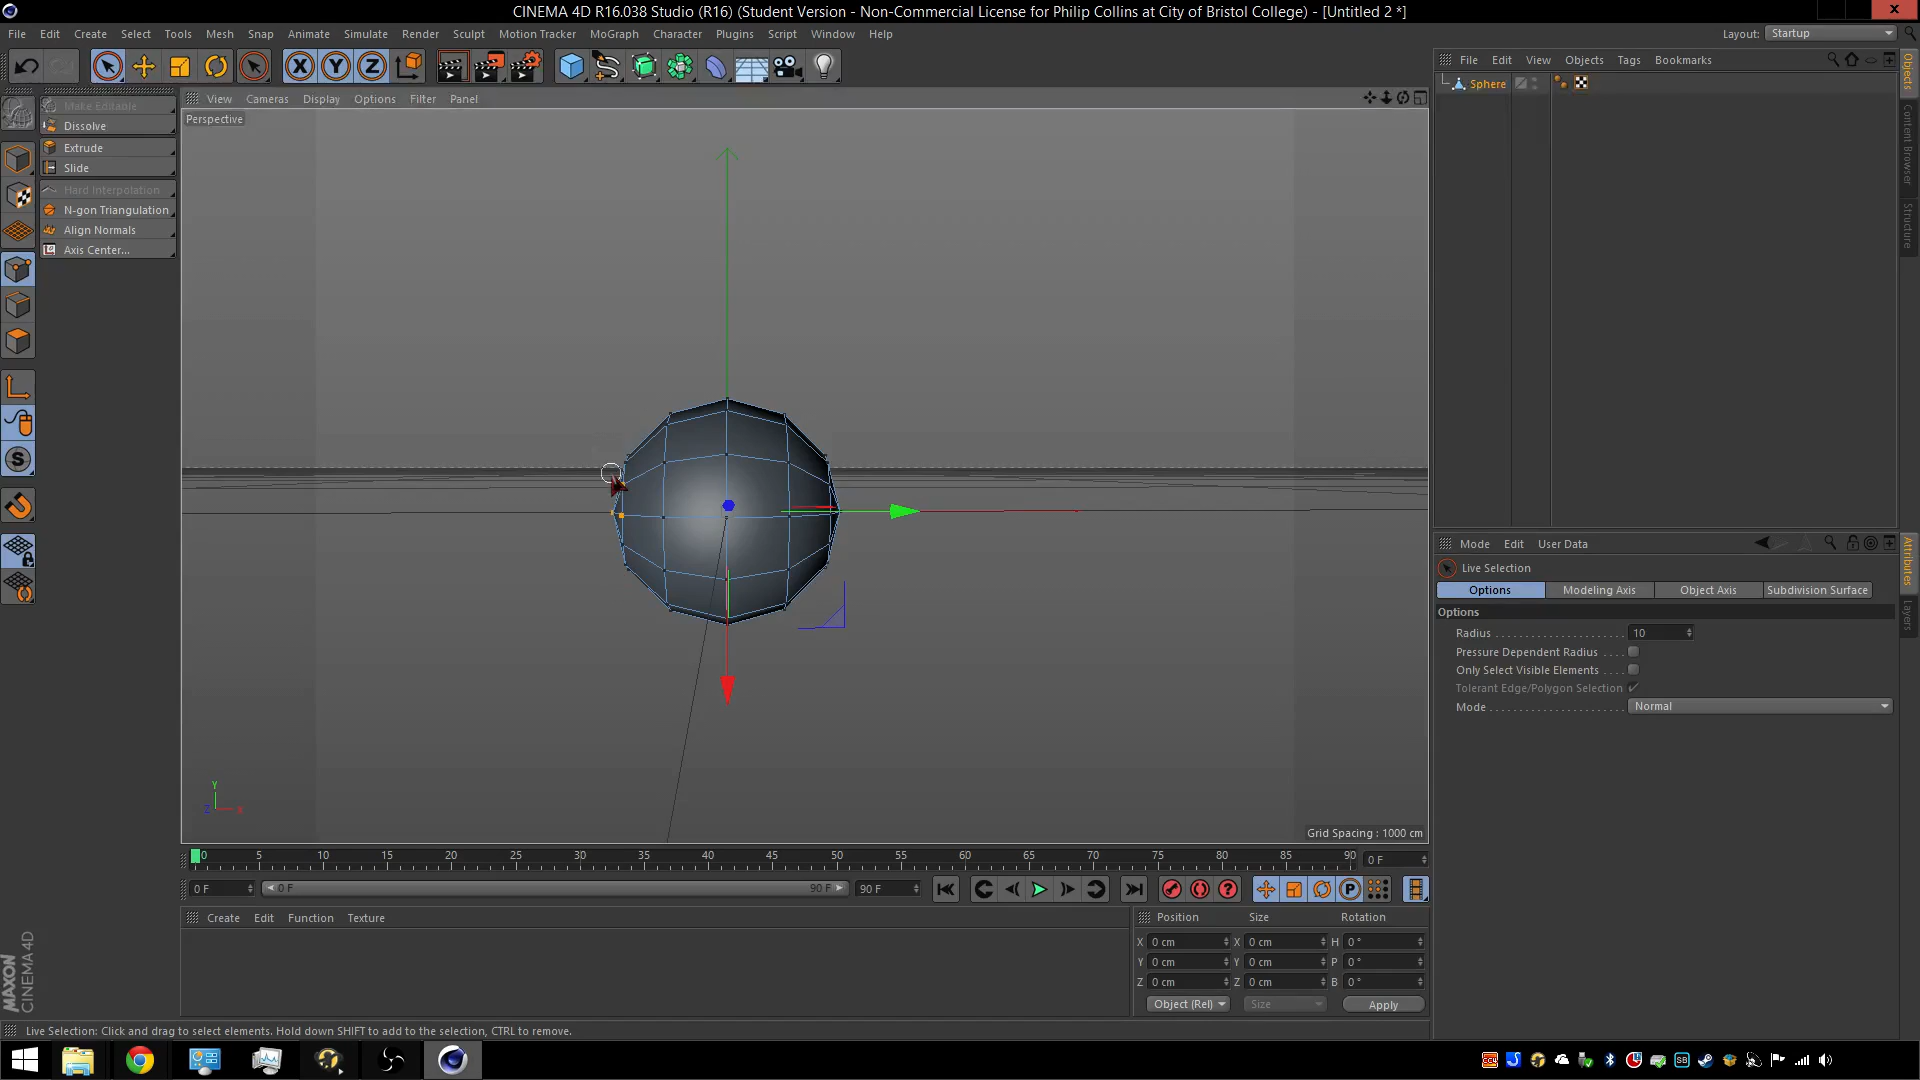 CINEMA 4D R16.038 Studio (R16) (Student Version - Non-Commercial License for Philip Collins at City of Bristol College) - [Untitled 2 *]
File Edit Create Select Tools Mesh Snap Animate Simulate Render Sculpt Motion Tracker MoGraph Character Plugins Script Window Help
Layout: Startup
X Y Z
Make Editable
Dissolve
Extrude
Slide
Hard Interpolation
N-gon Triangulation
Align Normals
Axis Center...
S
View Cameras Display Options Filter Panel
Perspective
Y
Z X
Grid Spacing : 1000 cm
0 5 10 15 20 25 30 35 40 45 50 55 60 65 70 75 80 85 90
0 F
0 F
0 F 90 F
90 F
P
Create Edit Function Texture
Position Size Rotation
X 0 cm X 0 cm H 0 °
Y 0 cm Y 0 cm P 0 °
Z 0 cm Z 0 cm B 0 °
Object (Rel) Size Apply
File Edit View Objects Tags Bookmarks
Sphere
Objects
Content Browser
Structure
Mode Edit User Data
Live Selection
Options Modeling Axis Object Axis Subdivision Surface
Options
Radius 10
Pressure Dependent Radius
Only Select Visible Elements
Tolerant Edge/Polygon Selection
Mode Normal
Attributes
Layers
MAXON
CINEMA 4D
Live Selection: Click and drag to select elements. Hold down SHIFT to add to the selection, CTRL to remove.